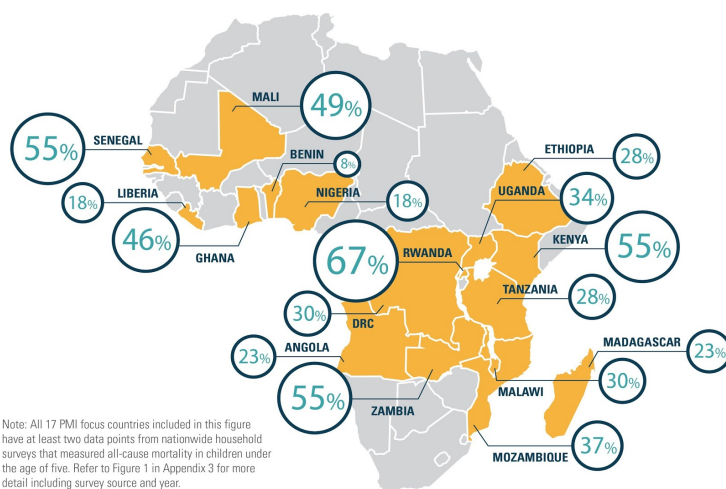 MALI
49%
SENEGAL
55%
BENIN
8%
ETHIOPIA
28%
LIBERIA
18%
NIGERIA
18%
UGANDA
34%
GHANA
46%
RWANDA
67%
KENYA
55%
DRC
30%
TANZANIA
28%
ANGOLA
23%
MADAGASCAR
23%
ZAMBIA
55%
MALAWI
30%
MOZAMBIQUE
37%
Note: All 17 PMI focus countries included in this figure
have at least two data points from nationwide household
surveys that measured all-cause mortality in children under
the age of five. Refer to Figure 1 in Appendix 3 for more
detail including survey source and year.